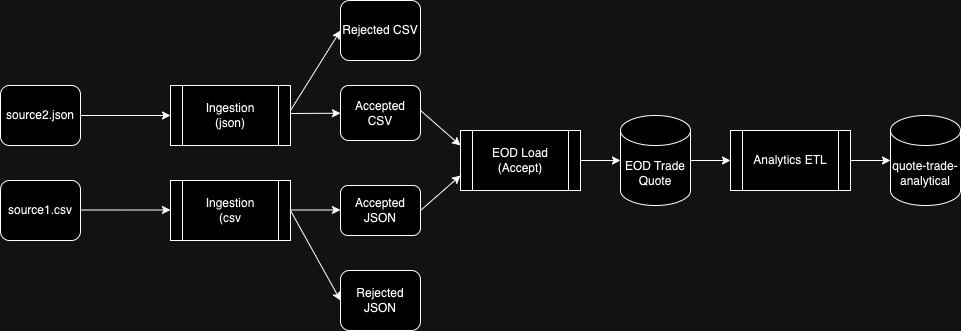 Rejected CSV
source2.json
Ingestion
(json)
Accepted
CSV
EOD Load
(Accept)
EOD Trade
Quote
Analytics ETL
quote-trade-
analytical
source1.csv
Ingestion
(csv
Accepted
JSON
Rejected
JSON